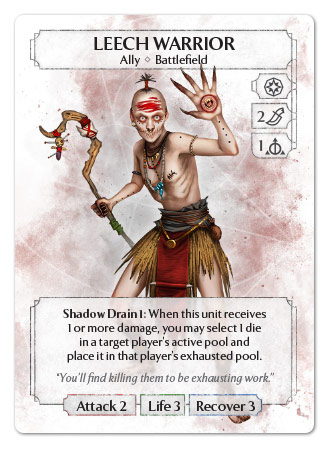 LEECH WARRIOR
Ally ◇ Battlefield
2
1
Shadow Drain 1: When this unit receives
1 or more damage, you may select 1 die
in a target player's active pool and
place it in that player's exhausted pool.
"You'll find killing them to be exhausting work."
Attack 2 Life 3 Recover 3